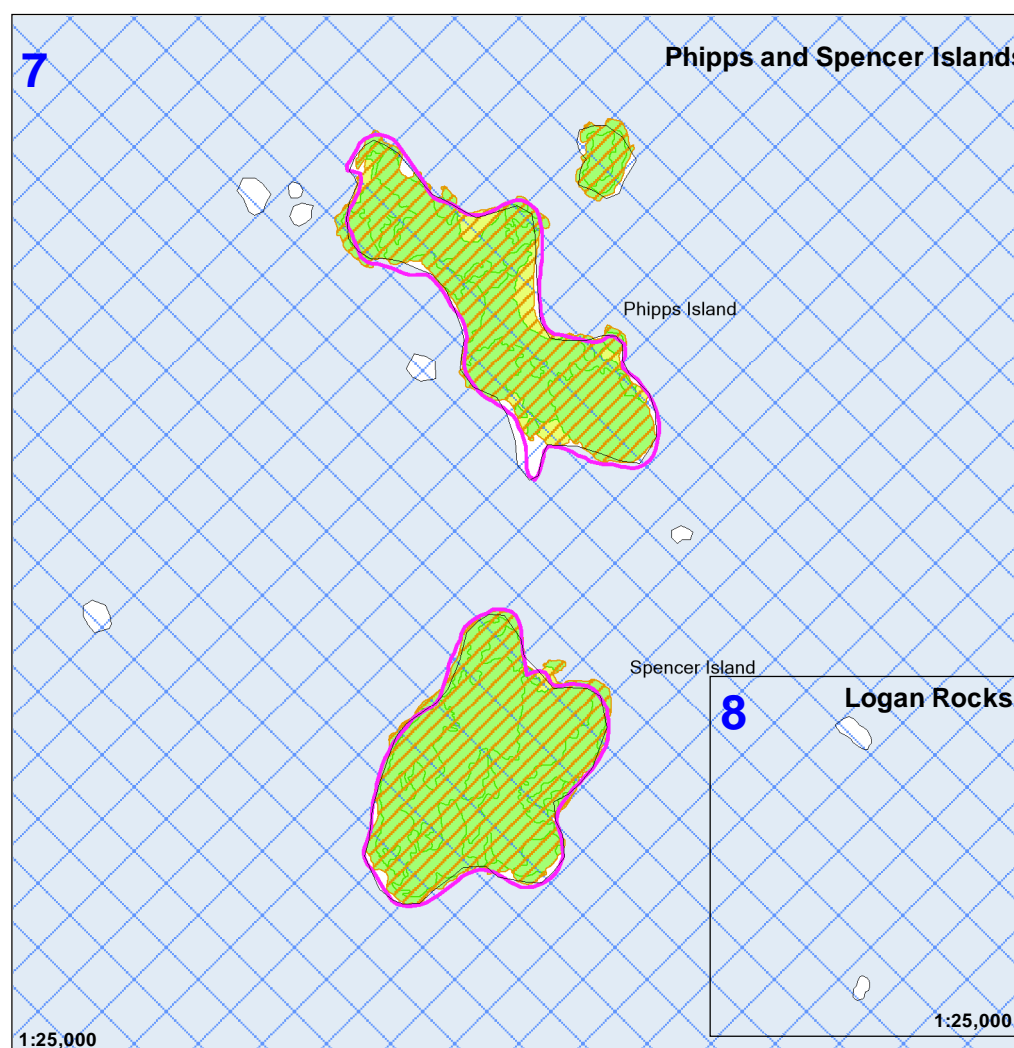 7
Phipps and Spencer Islands
Phipps Island
Spencer Island
8
Logan Rocks
1:25,000
1:25,000